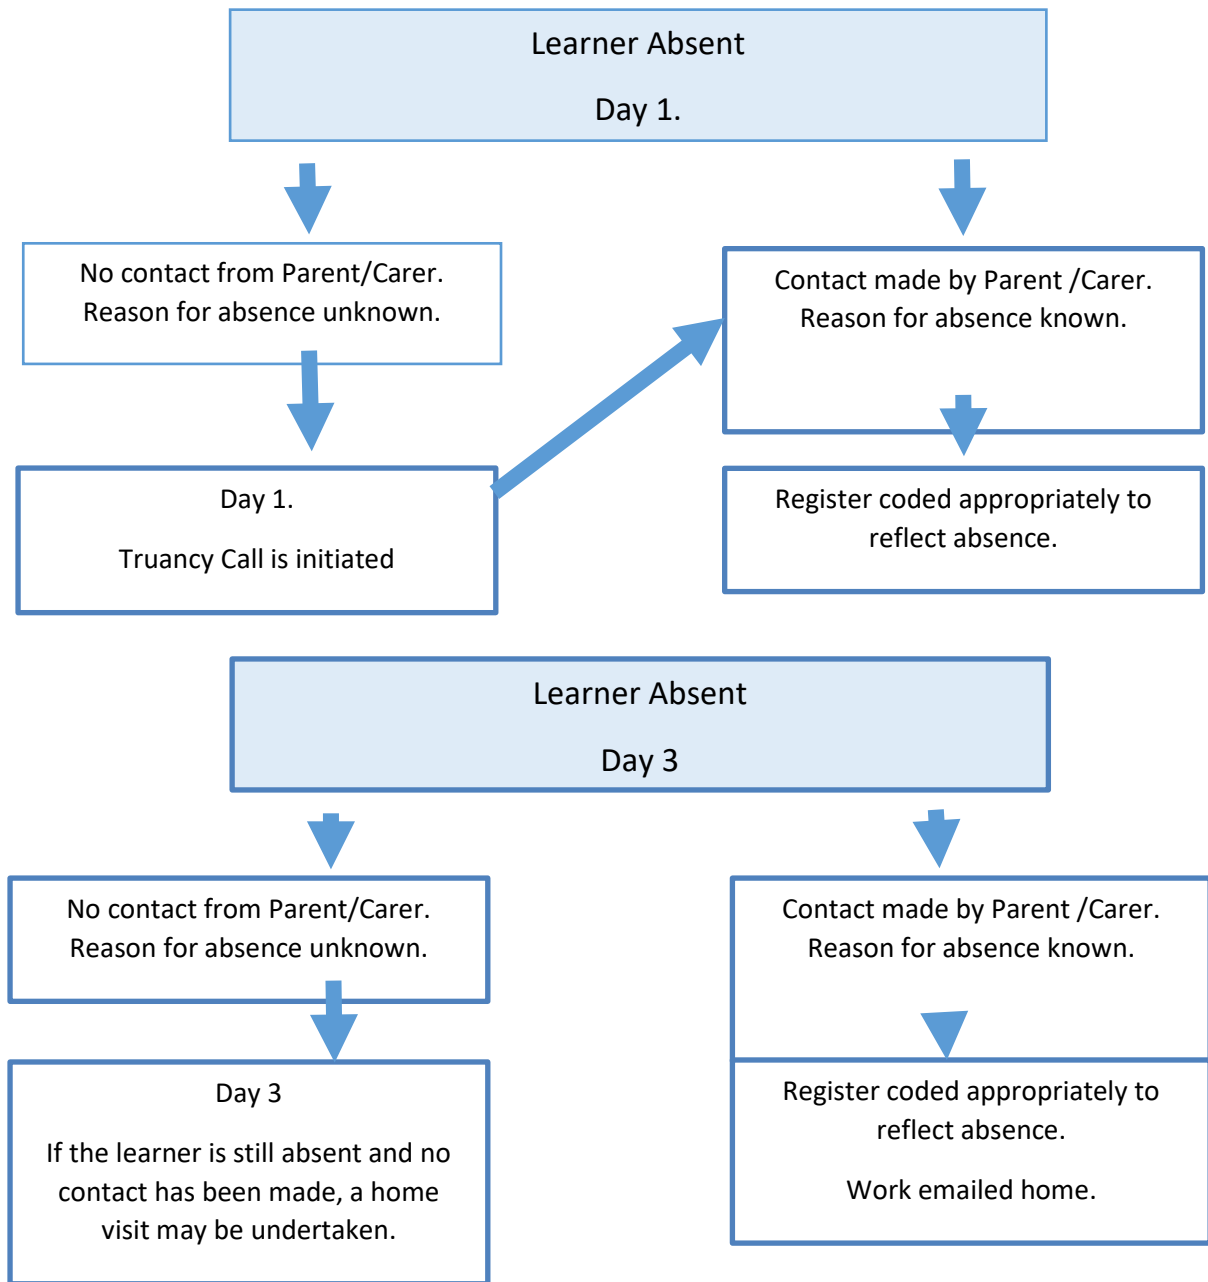 Learner Absent
Day 1.
No contact from Parent/Carer.
Reason for absence unknown.
Contact made by Parent /Carer.
Reason for absence known.
Day 1.
Truancy Call is initiated
Register coded appropriately to
reflect absence.
Learner Absent
Day 3
No contact from Parent/Carer.
Reason for absence unknown.
Contact made by Parent /Carer.
Reason for absence known.
Day 3
If the learner is still absent and no
contact has been made, a home
visit may be undertaken.
Register coded appropriately to
reflect absence.
Work emailed home.